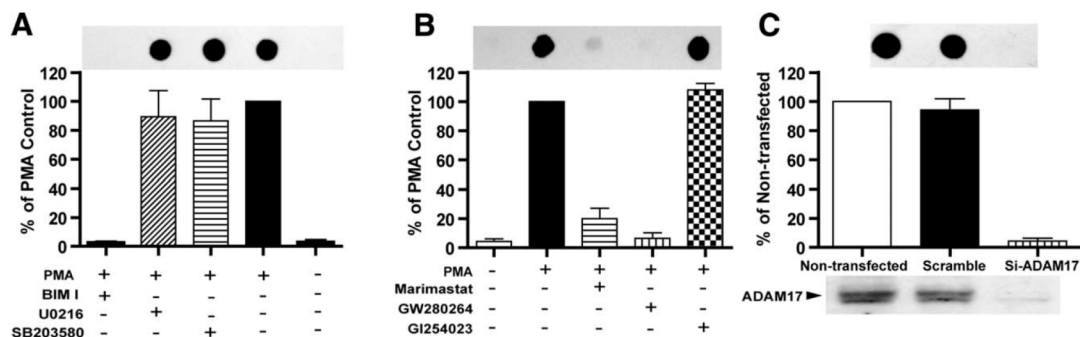 A
% of PMA Control
120
100
80
60
40
20
0
PMA + + + + -
BIM I + - - - -
U0216 - + - - -
SB203580 - - + - -
B
% of PMA Control
120
100
80
60
40
20
0
PMA - + + + +
Marimastat - - + - -
GW280264 - - - + -
GI254023 - - - - +
C
% of Non-transfected
120
100
80
60
40
20
0
Non-transfected Scramble Si-ADAM17
ADAM17